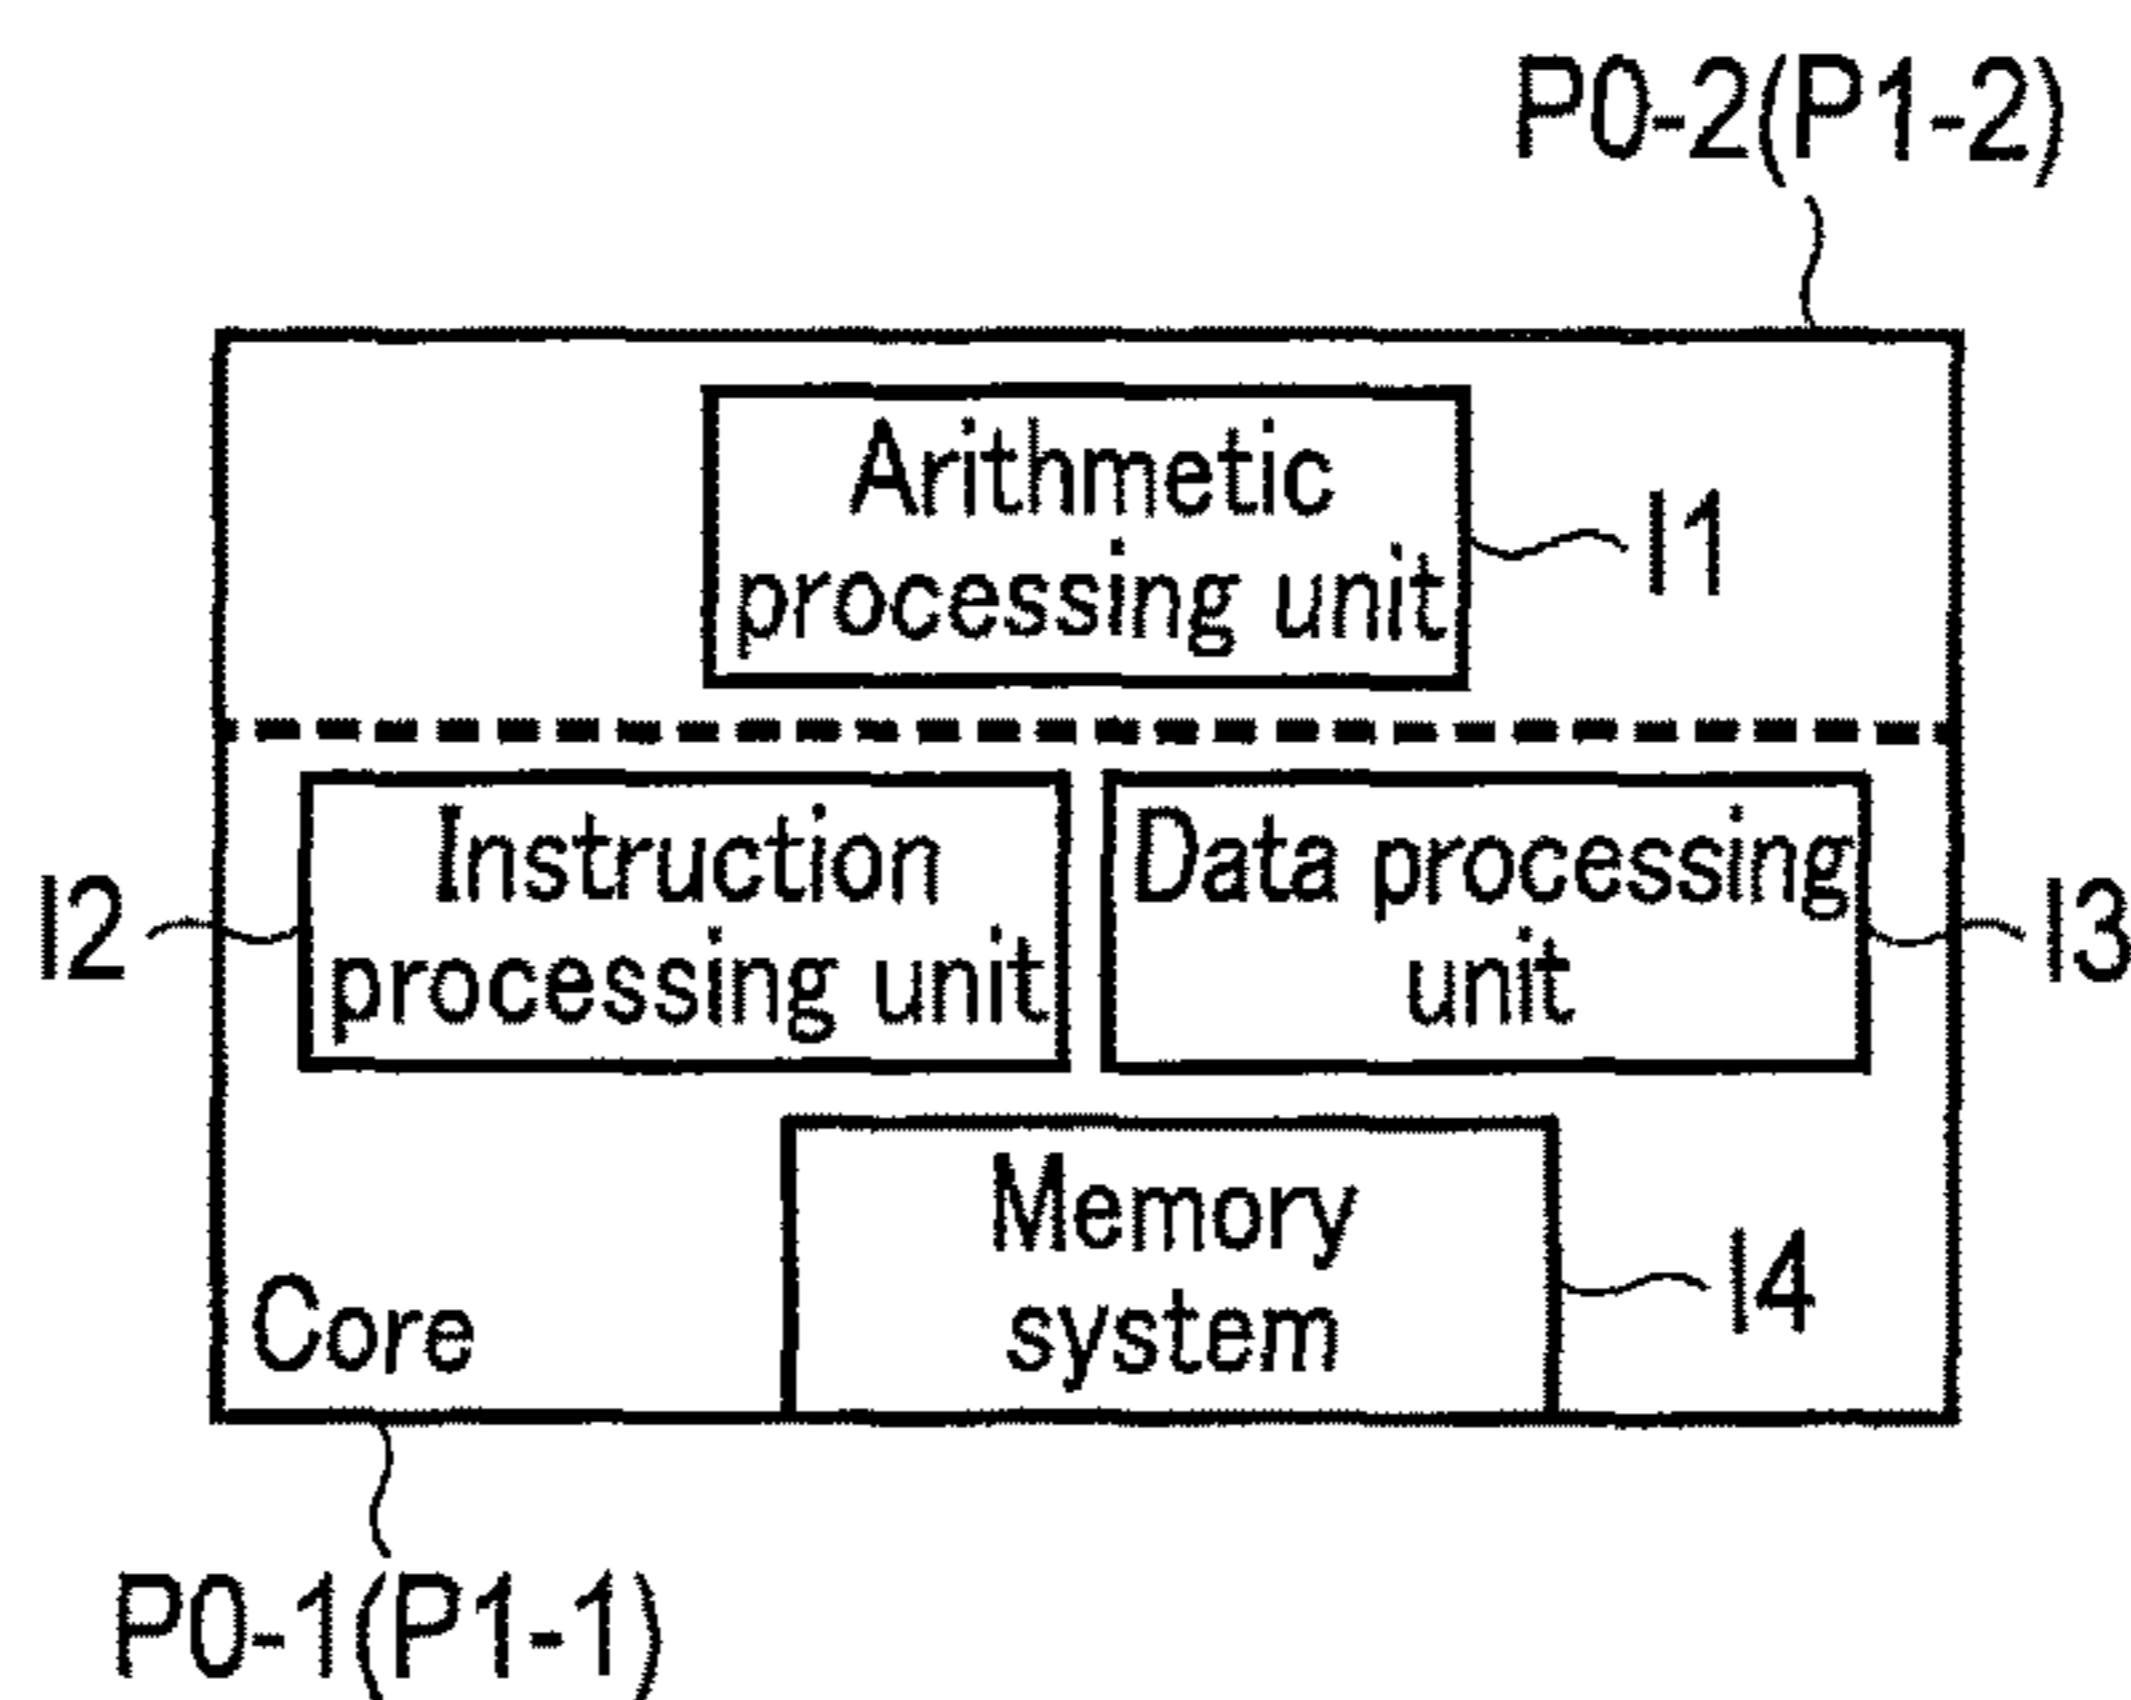 P0-2(P1-2)
Arithmetic
processing unit
I1
Instruction
processing unit
Data processing
unit
I2
I3
Memory
system
I4
Core
P0-1(P1-1)